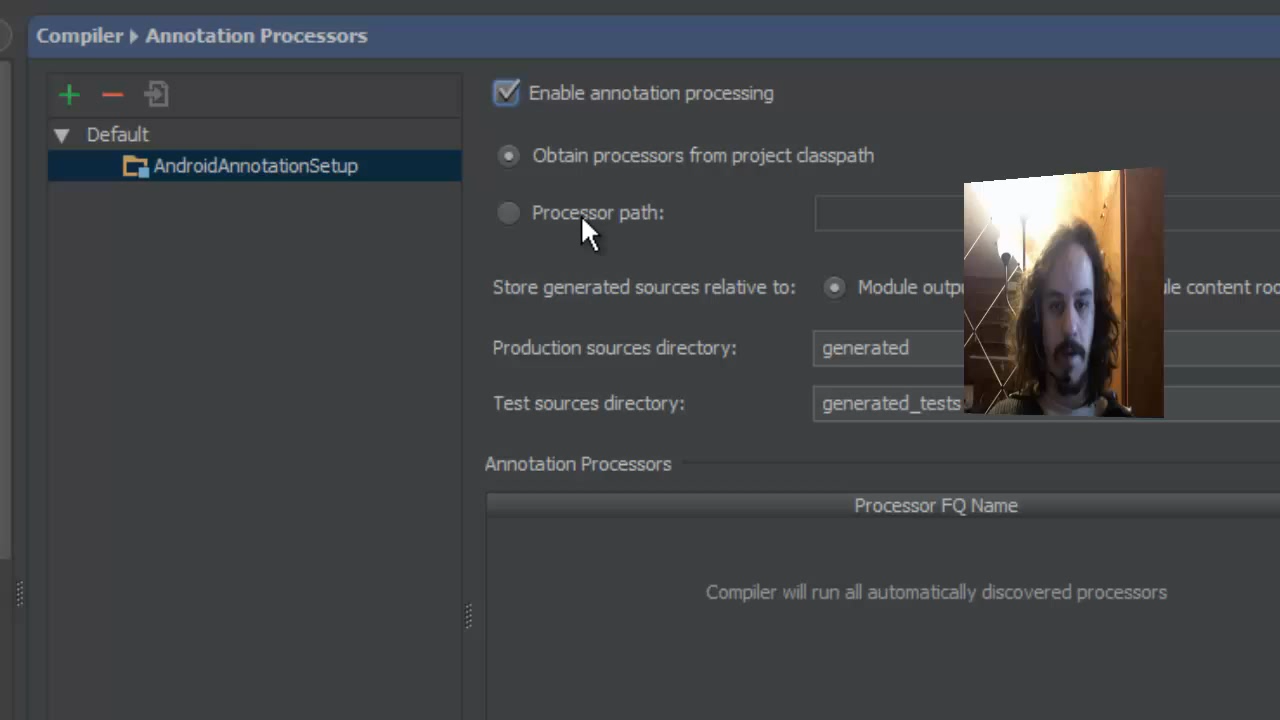 Compiler Annotation Processors
Enable annotation processing
Default
Obtain processors from project classpath
AndroidAnnotationSetup
Processor path:
Store generated sources relative to: Module content
Production sources directory: generated
Test sources directory: generated_tests
Annotation Processors
Processor FQ Name
Compiler will run all automatically discovered processors